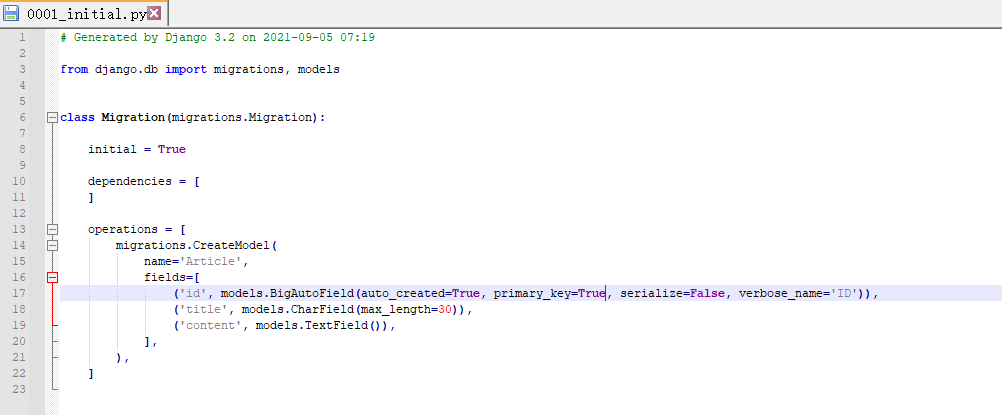 0001_initial.py
1 # Generated by Django 3.2 on 2021-09-05 07:19
2
3 from django.db import migrations, models
4
5
6 class Migration(migrations.Migration):
7
8     initial = True
9
10     dependencies = [
11     ]
12
13     operations = [
14         migrations.CreateModel(
15             name='Article',
16             fields=[
17                 ('id', models.BigAutoField(auto_created=True, primary_key=True, serialize=False, verbose_name='ID')),
18                 ('title', models.CharField(max_length=30)),
19                 ('content', models.TextField()),
20             ],
21         ),
22     ]
23